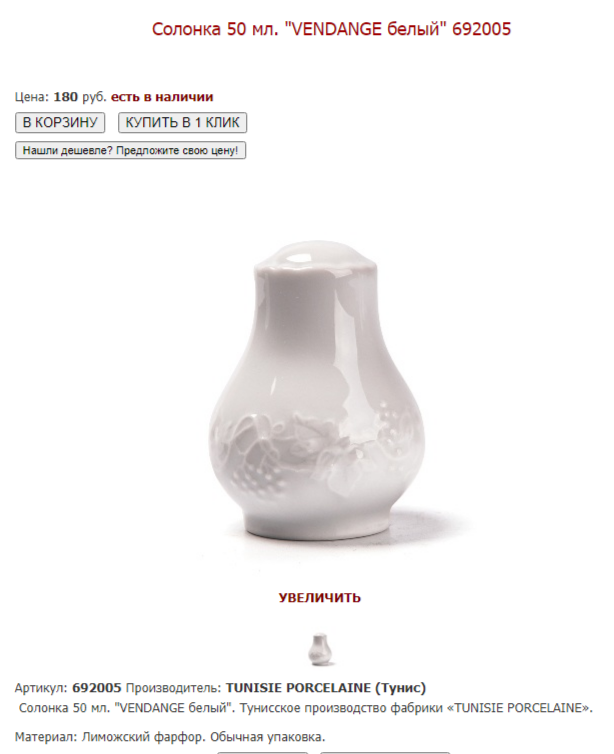 Солонка 50 мл. "VENDANGE белый" 692005
Цена: 180 руб. есть в наличии
В КОРЗИНУ КУПИТЬ В 1 КЛИК
Нашли дешевле? Предложите свою цену!
УВЕЛИЧИТЬ
Артикул: 692005 Производитель: TUNISIE PORCELAINE (Тунис)
Солонка 50 мл. "VENDANGE белый". Тунисское производство фабрики «TUNISIE PORCELAINE».
Материал: Лиможский фарфор. Обычная упаковка.